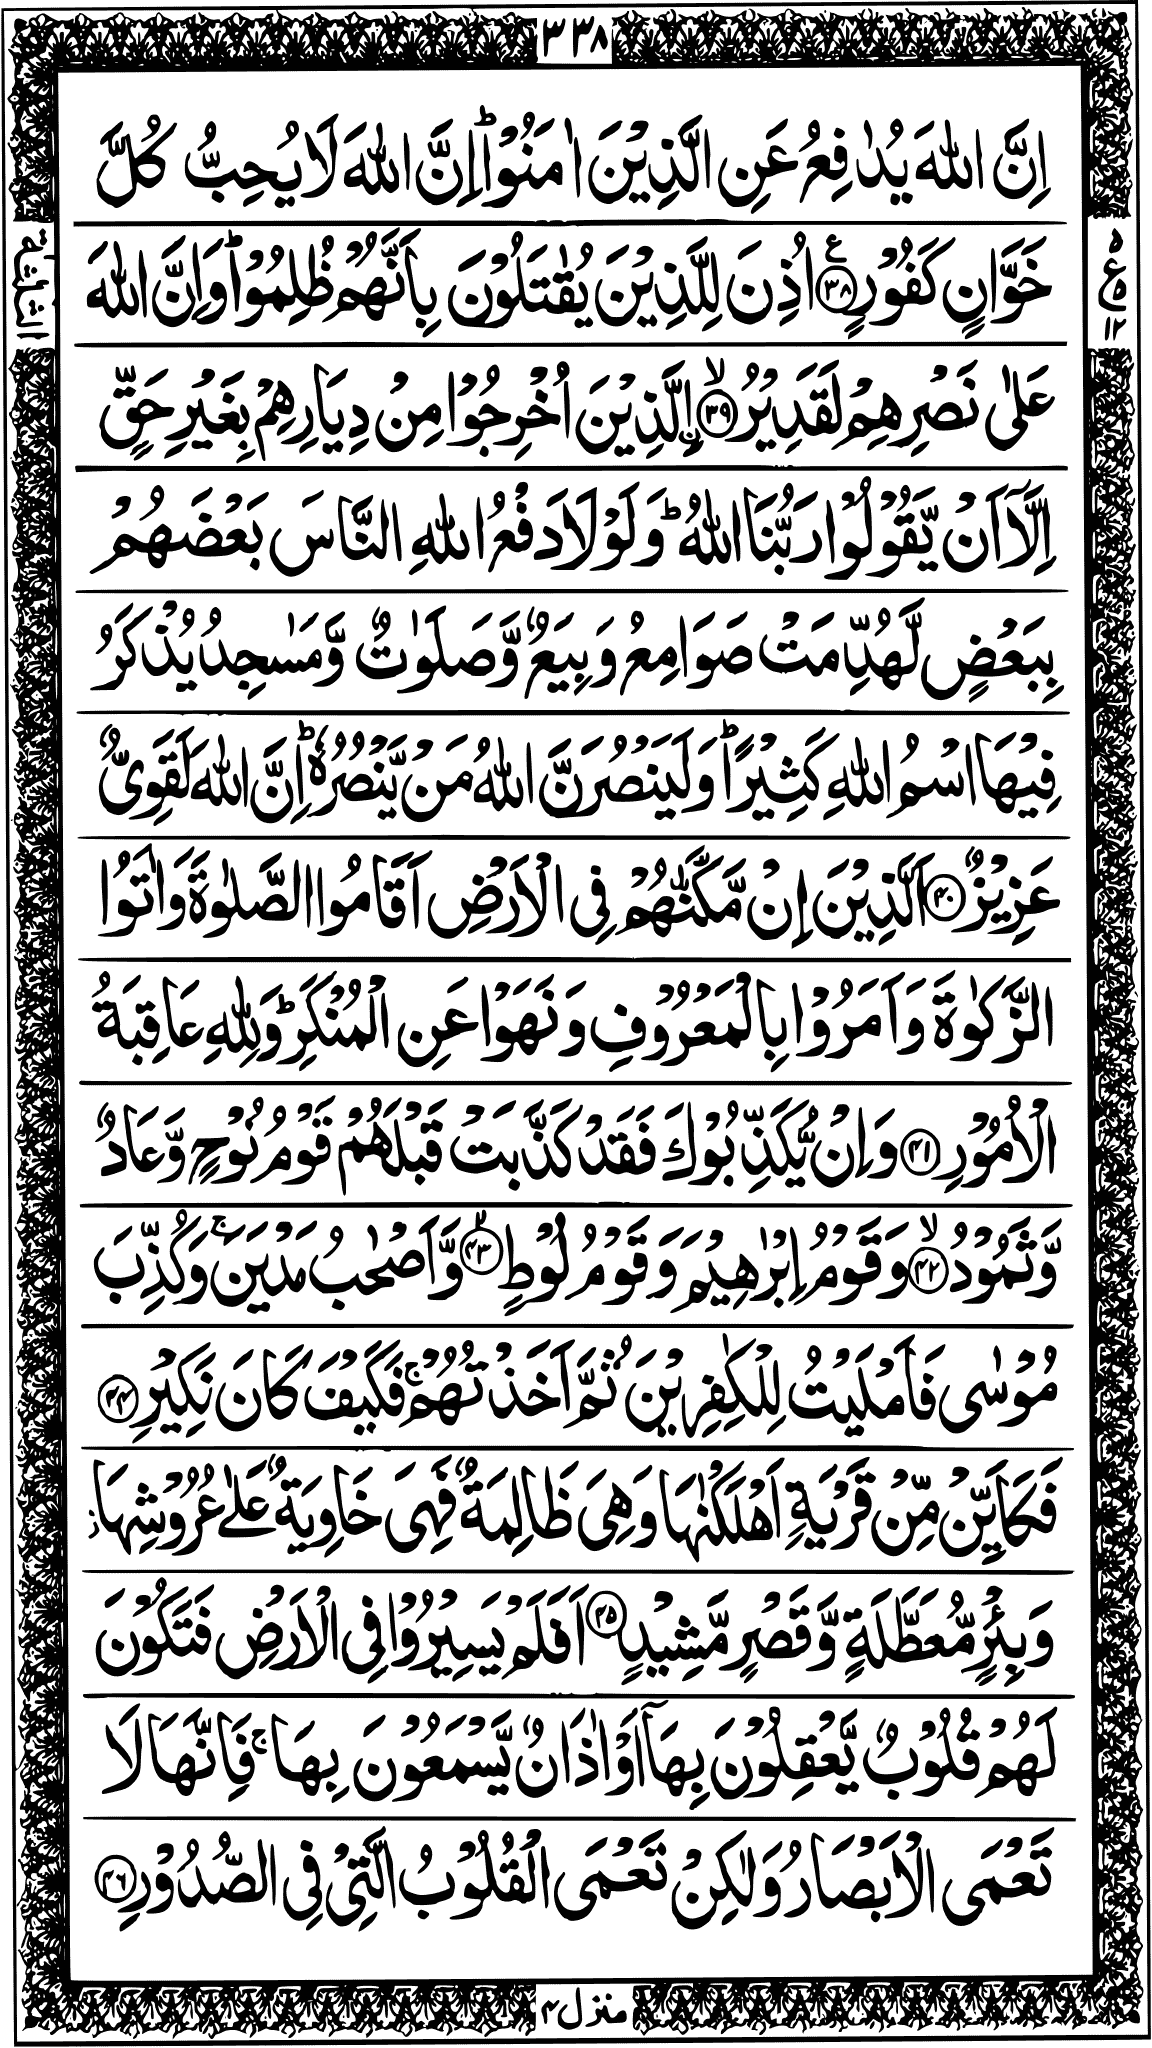 ٣٣٨
اِنَّ اللّٰهَ يُدٰفِعُ عَنِ الَّذِيْنَ اٰمَنُوْا ؕ اِنَّ اللّٰهَ لَا يُحِبُّ كُلَّ
خَوَّانٍ كَفُوْرٍ ۧ ﴿٣٨﴾ اُذِنَ لِلَّذِيْنَ يُقٰتَلُوْنَ بِاَنَّهُمْ ظُلِمُوْا ؕ وَاِنَّ اللّٰهَ
عَلٰى نَصْرِهِمْ لَقَدِيْرُ ۙ ﴿٣٩﴾ ۨالَّذِيْنَ اُخْرِجُوْا مِنْ دِيَارِهِمْ بِغَيْرِ حَقٍّ
اِلَّاۤ اَنْ يَّقُوْلُوْا رَبُّنَا اللّٰهُ ؕ وَلَوْلَا دَفْعُ اللّٰهِ النَّاسَ بَعْضَهُمْ
بِبَعْضٍ لَّهُدِّمَتْ صَوَامِعُ وَبِيَعٌ وَّصَلَوٰتٌ وَّمَسٰجِدُ يُذْكَرُ
فِيْهَا اسْمُ اللّٰهِ كَثِيْرًا ؕ وَلَيَنْصُرَنَّ اللّٰهُ مَنْ يَّنْصُرُهٗ ؕ اِنَّ اللّٰهَ لَقَوِىٌّ
عَزِيْزٌ ﴿٤٠﴾ اَلَّذِيْنَ اِنْ مَّكَّنّٰهُمْ فِى الْاَرْضِ اَقَامُوا الصَّلٰوةَ وَاٰتَوُا
الزَّكٰوةَ وَاَمَرُوْا بِالْمَعْرُوْفِ وَنَهَوْا عَنِ الْمُنْكَرِ ؕ وَلِلّٰهِ عَاقِبَةُ
الْاُمُوْرِ ﴿٤١﴾ وَاِنْ يُّكَذِّبُوْكَ فَقَدْ كَذَّبَتْ قَبْلَهُمْ قَوْمُ نُوْحٍ وَّعَادٌ
وَّثَمُوْدُ ۙ ﴿٤٢﴾ وَقَوْمُ اِبْرٰهِيْمَ وَقَوْمُ لُوْطٍ ۙ ﴿٤٣﴾ وَّاَصْحٰبُ مَدْيَنَ ۚ وَكُذِّبَ
مُوْسٰى فَاَمْلَيْتُ لِلْكٰفِرِيْنَ ثُمَّ اَخَذْتُهُمْ ۚ فَكَيْفَ كَانَ نَكِيْرِ ﴿٤٤﴾
فَكَاَيِّنْ مِّنْ قَرْيَةٍ اَهْلَكْنٰهَا وَهِىَ ظَالِمَةٌ فَهِىَ خَاوِيَةٌ عَلٰى عُرُوْشِهَا ز
وَبِئْرٍ مُّعَطَّلَةٍ وَّقَصْرٍ مَّشِيْدٍ ﴿٤٥﴾ اَفَلَمْ يَسِيْرُوْا فِى الْاَرْضِ فَتَكُوْنَ
لَهُمْ قُلُوْبٌ يَّعْقِلُوْنَ بِهَاۤ اَوْ اٰذَانٌ يَّسْمَعُوْنَ بِهَا ۚ فَاِنَّهَا لَا
تَعْمَى الْاَبْصَارُ وَلٰكِنْ تَعْمَى الْقُلُوْبُ الَّتِىْ فِى الصُّدُوْرِ ﴿٤٦﴾
الثلثة
٥
ع
٥
١٢
منزل ٤